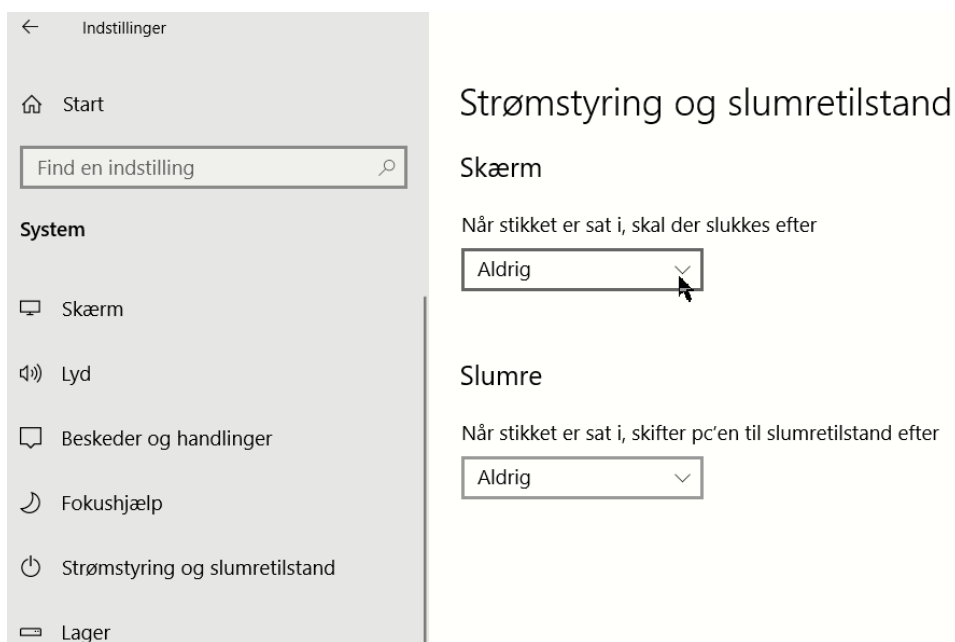 Indstillinger
Start
Find en indstilling
System
Skærm
Lyd
Beskeder og handlinger
Fokushjælp
Strømstyring og slumretilstand
Lager
Strømstyring og slumretilstand
Skærm
Når stikket er sat i, skal der slukkes efter
Aldrig
Slumre
Når stikket er sat i, skifter pc'en til slumretilstand efter
Aldrig